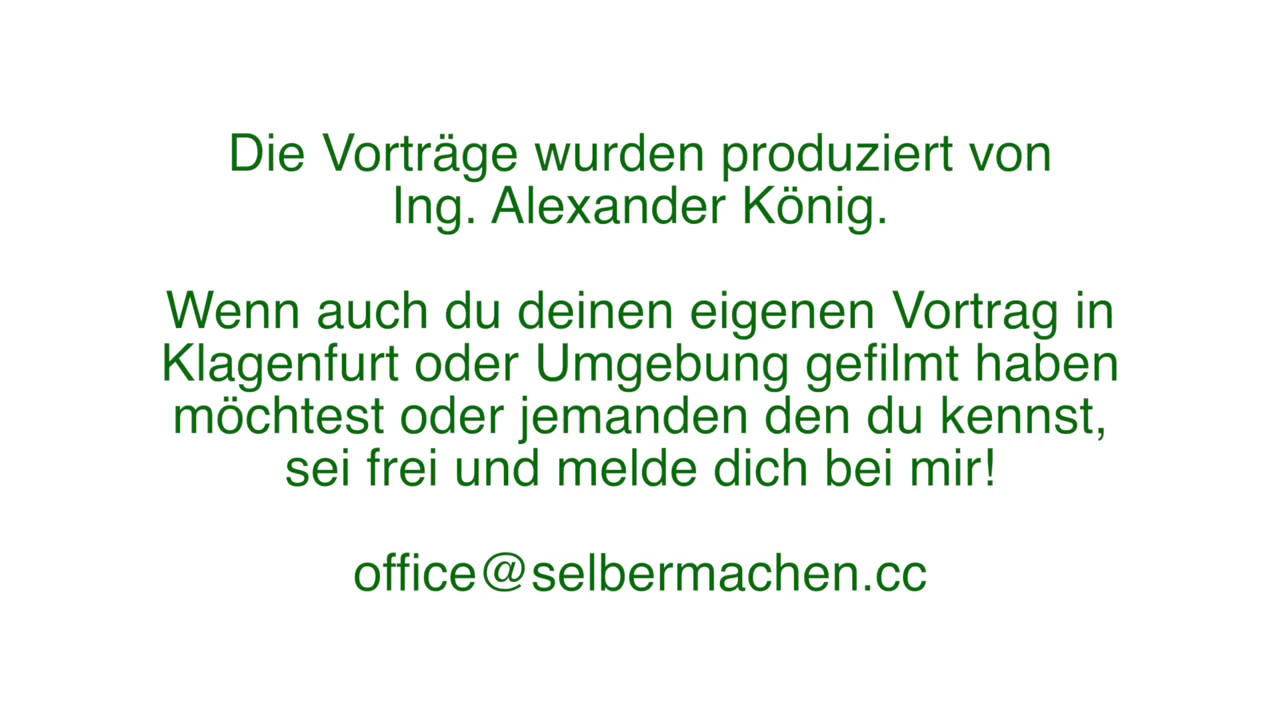 Die Vorträge wurden produziert von
Ing. Alexander König.
Wenn auch du deinen eigenen Vortrag in
Klagenfurt oder Umgebung gefilmt haben
möchtest oder jemanden den du kennst,
sei frei und melde dich bei mir!
office@selbermachen.cc